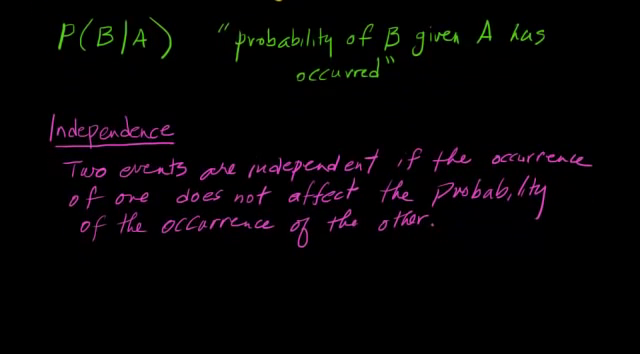 P(B|A) "probability of B given A has
occurred"
Independence
Two events are independent if the occurrence
of one does not affect the probability
of the occurrence of the other.